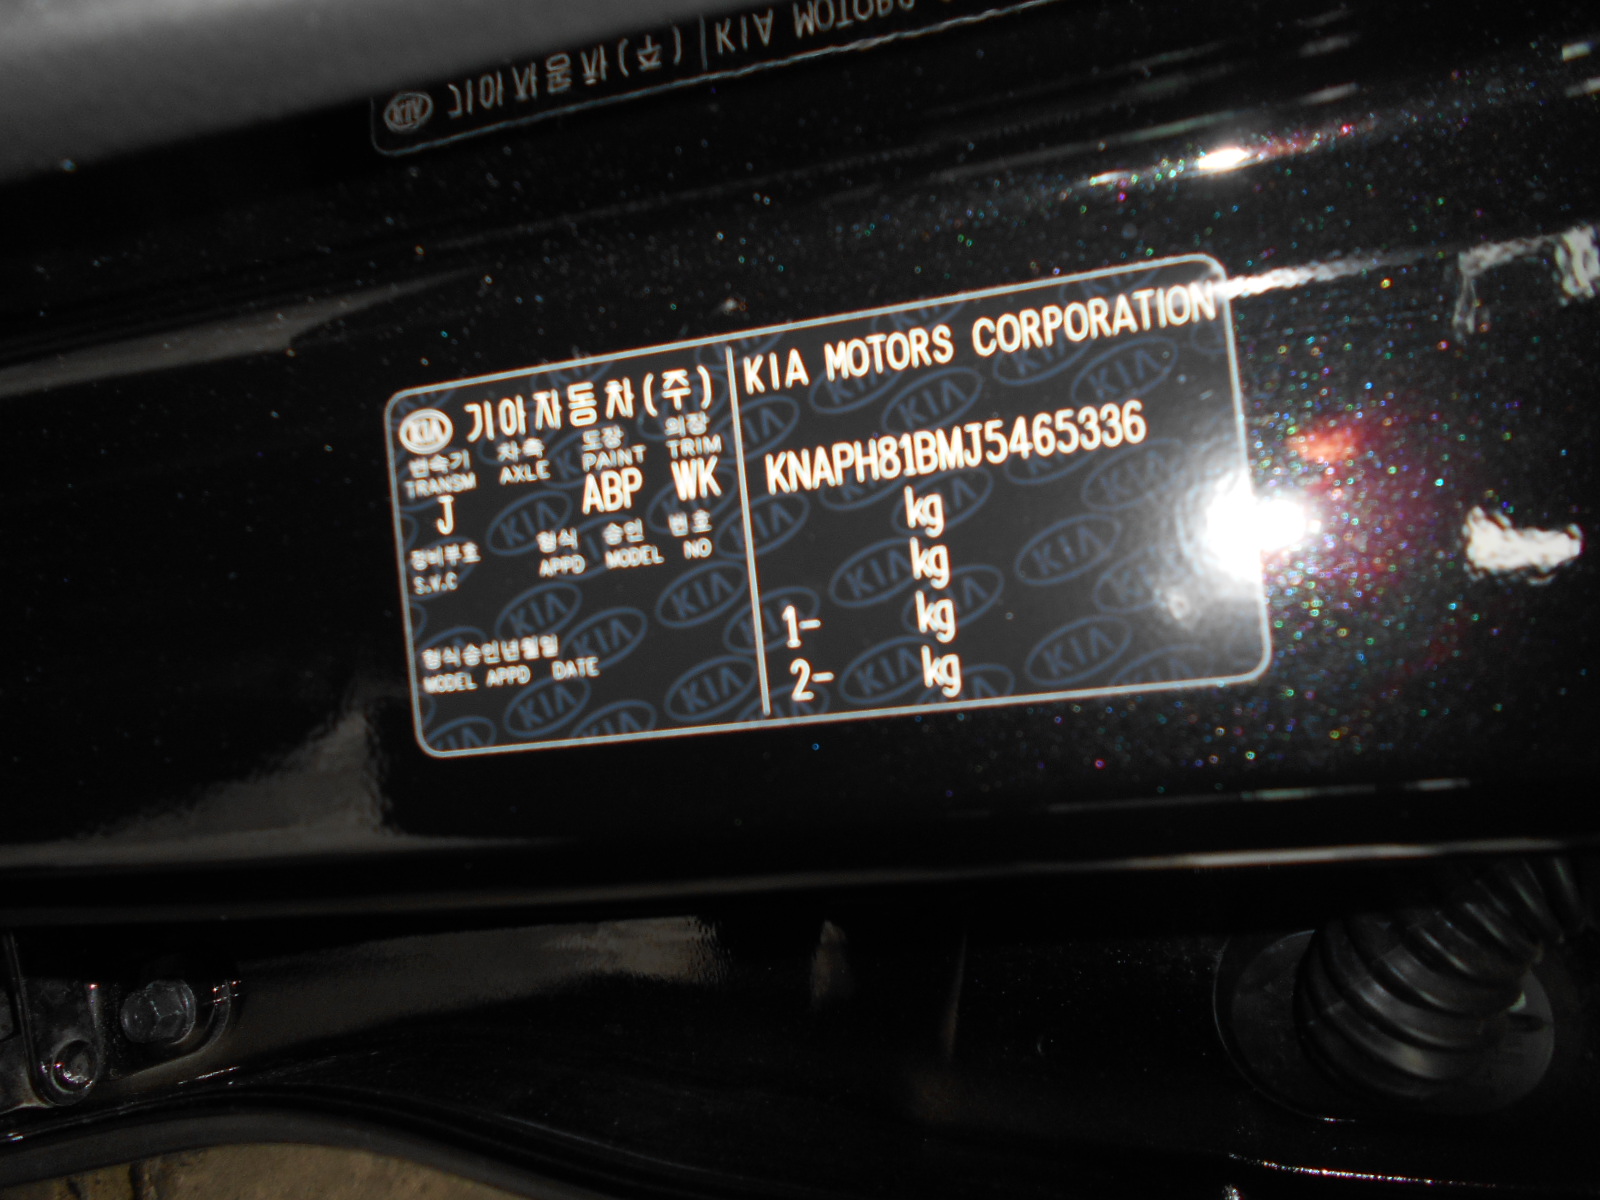 KIA 기아자동차(주)
KIA MOTORS CORPORATION
변속기 차축 도장 의장
TRANSM AXLE PAINT TRIM
J ABP WK
KNAPH81BMJ5465336
정비부호 형식 승인 번호
S.V.C APPD MODEL NO
형식승인년월일
MODEL APPD DATE
kg
kg
1- kg
2- kg